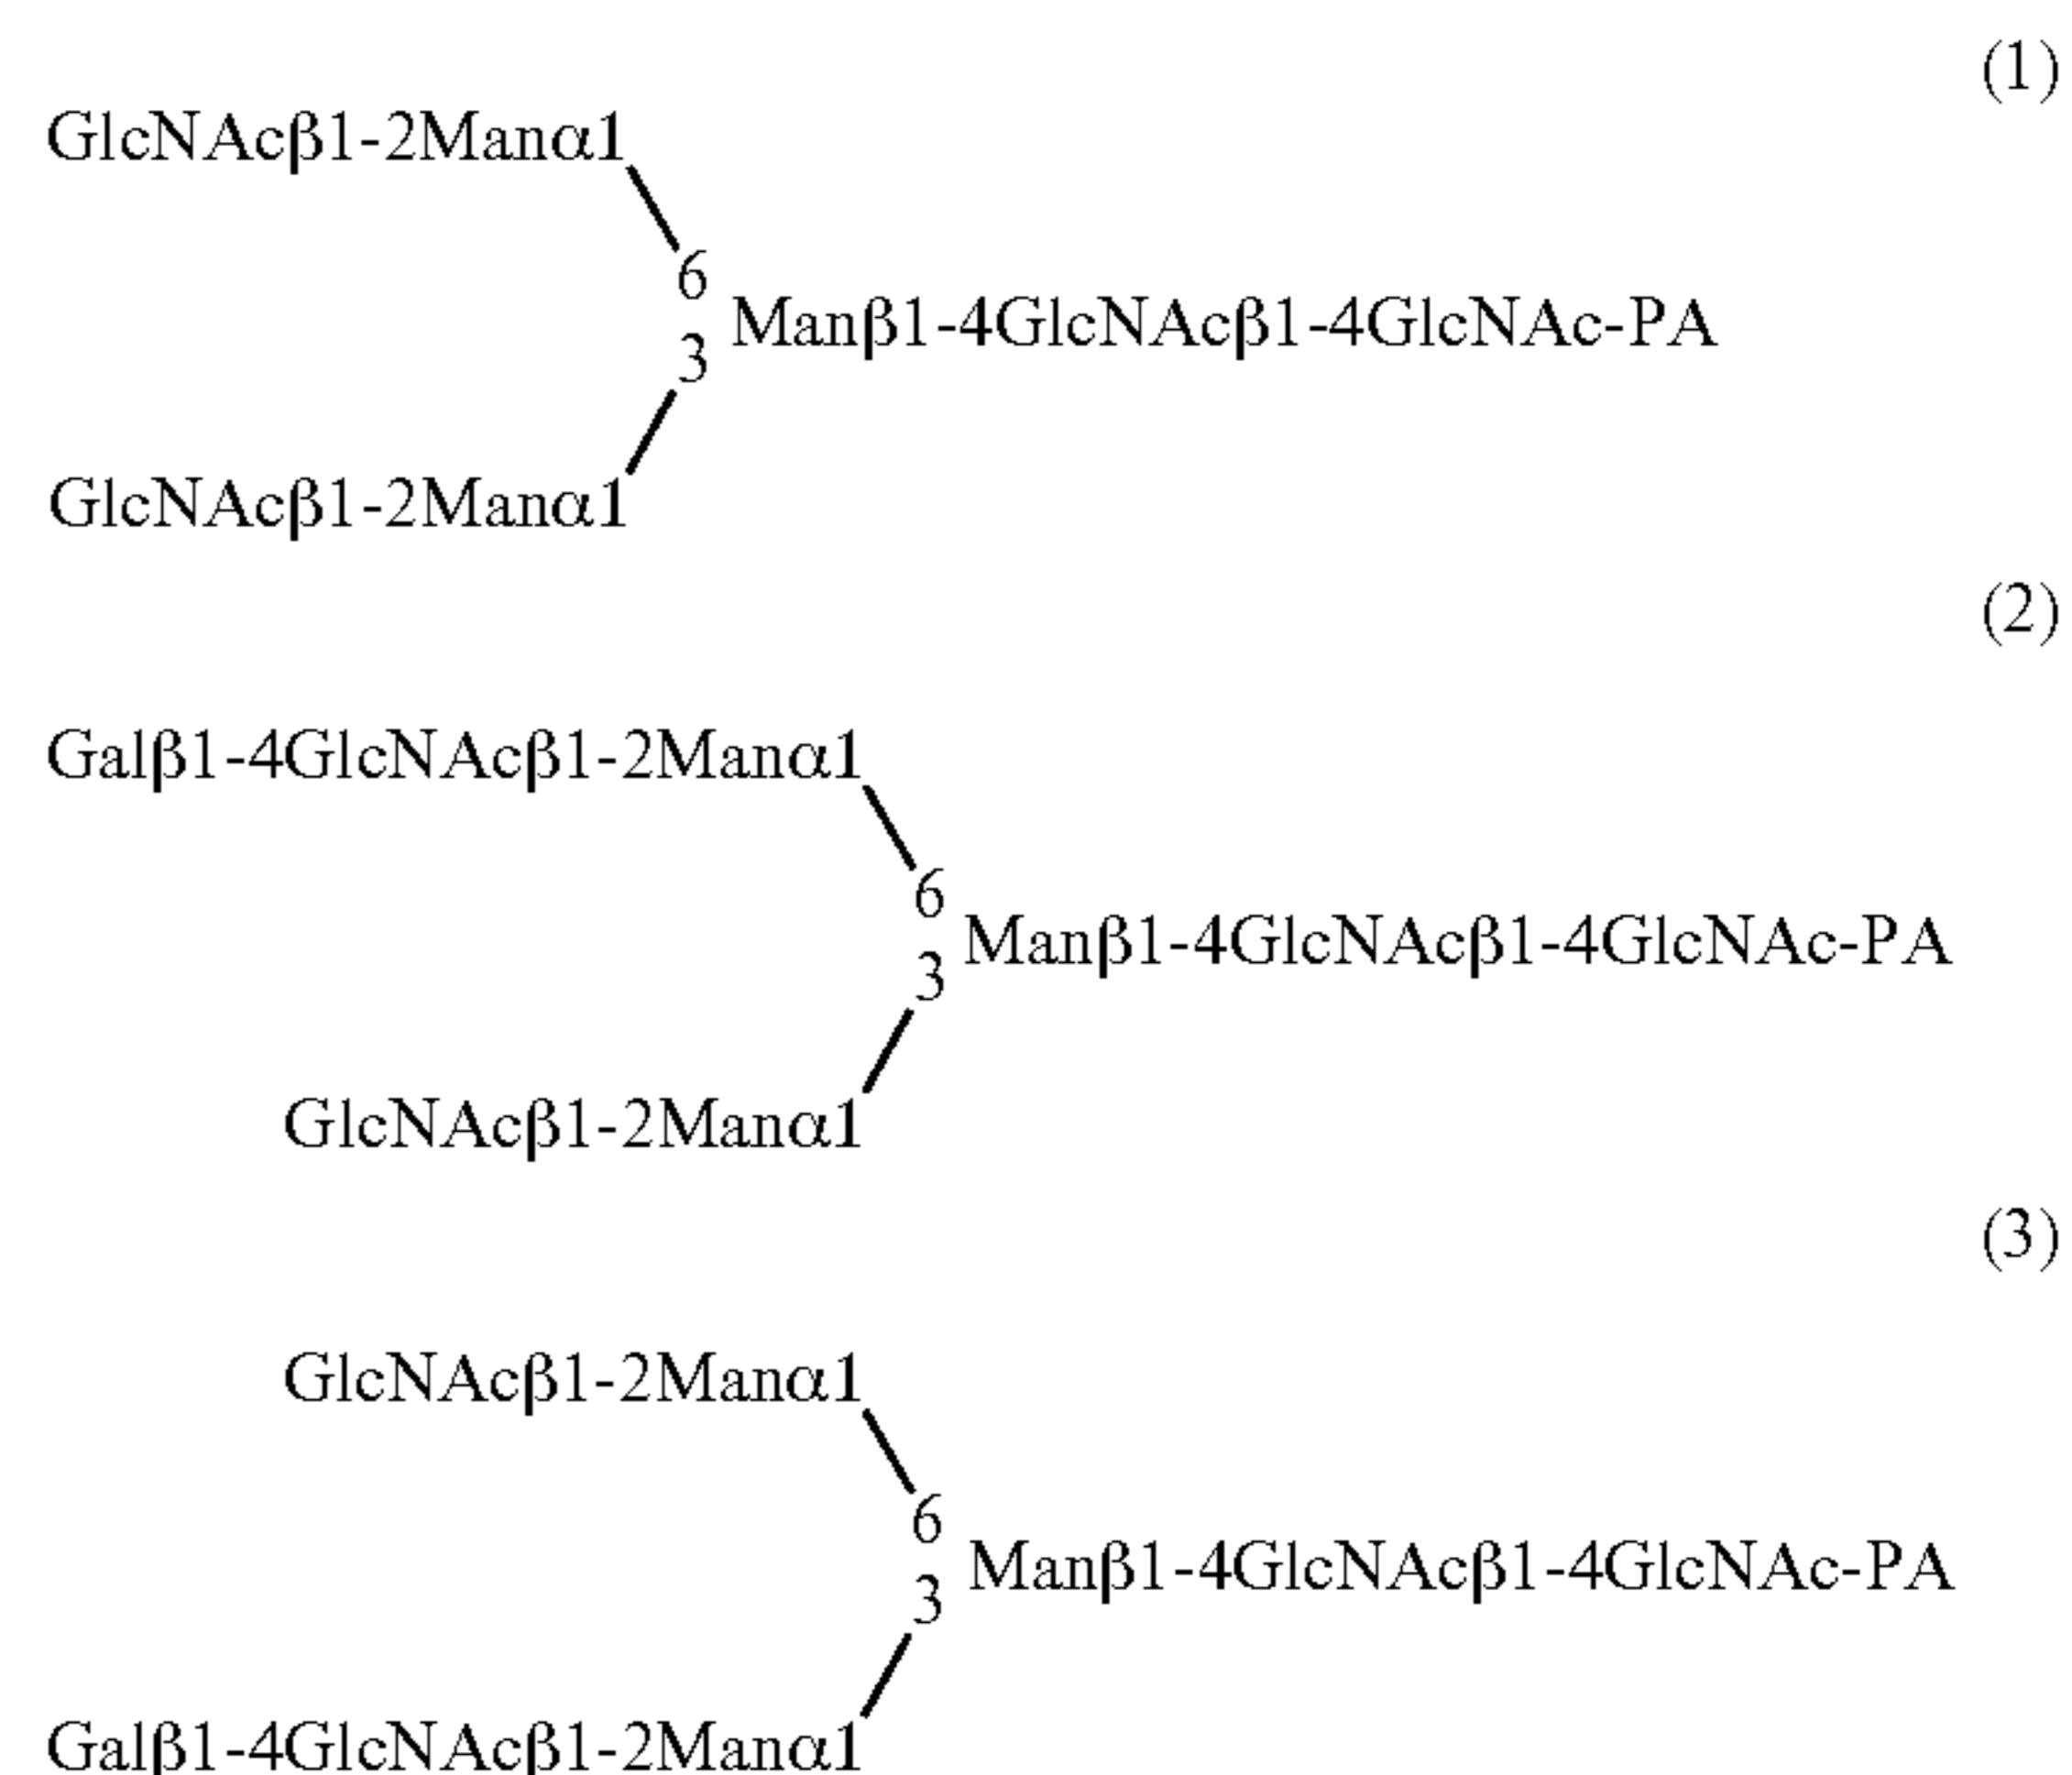 (1)
GlcNAcβ1-2Manα1
6
Manβ1-4GlcNAcβ1-4GlcNAc-PA
3
GlcNAcβ1-2Manα1
(2)
Galβ1-4GlcNAcβ1-2Manα1
6
Manβ1-4GlcNAcβ1-4GlcNAc-PA
3
GlcNAcβ1-2Manα1
(3)
GlcNAcβ1-2Manα1
6
Manβ1-4GlcNAcβ1-4GlcNAc-PA
3
Galβ1-4GlcNAcβ1-2Manα1